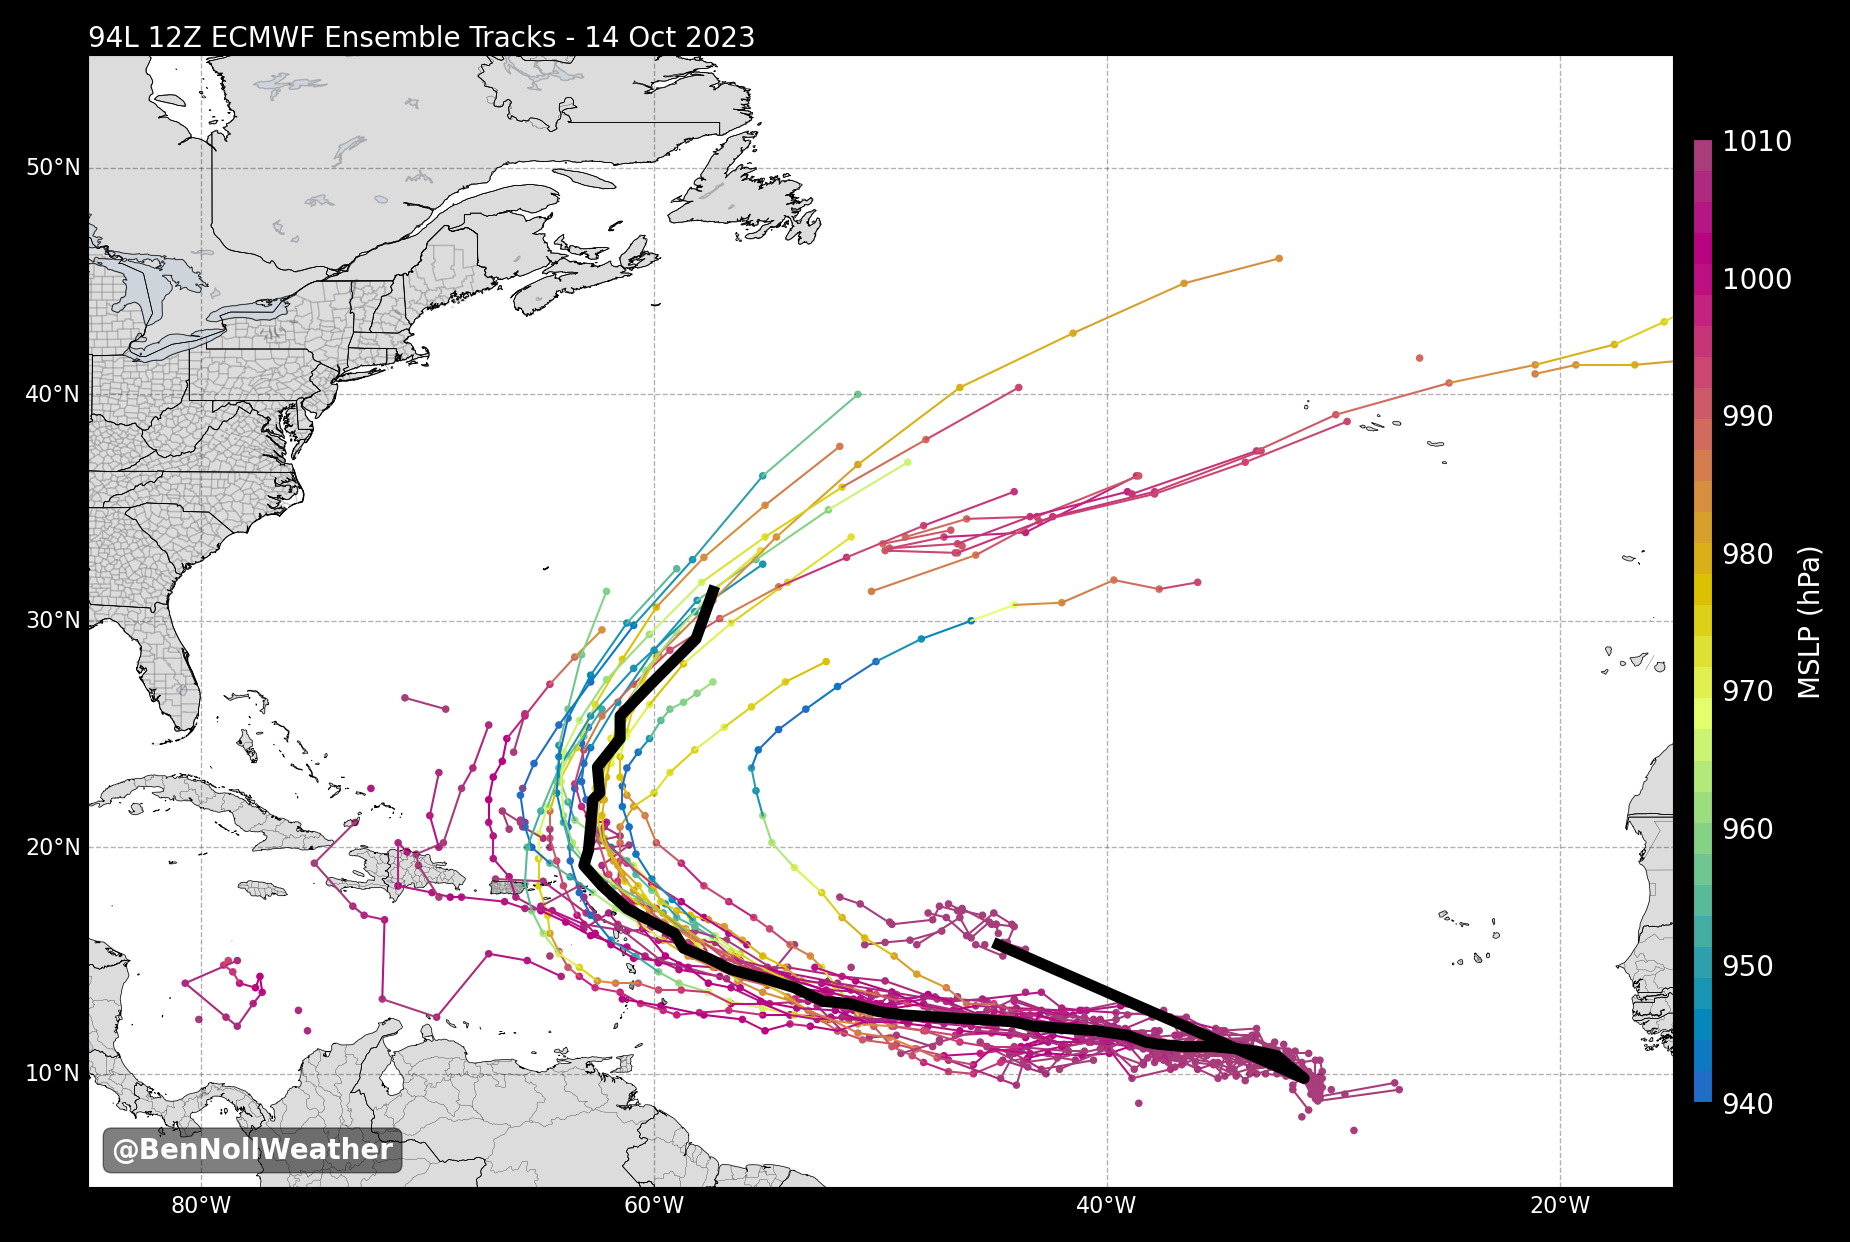 94L 12Z ECMWF Ensemble Tracks - 14 Oct 2023
50°N
40°N
30°N
20°N
10°N
80°W
60°W
40°W
20°W
1010
1000
990
980
970
960
950
940
MSLP (hPa)
@BenNollWeather